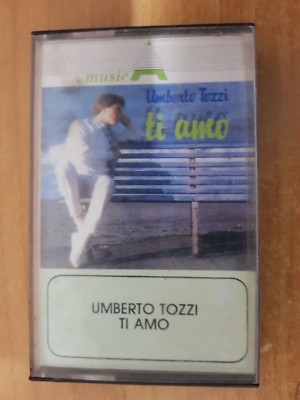 music A
Umberto Tozzi
ti amo
UMBERTO TOZZI
TI AMO